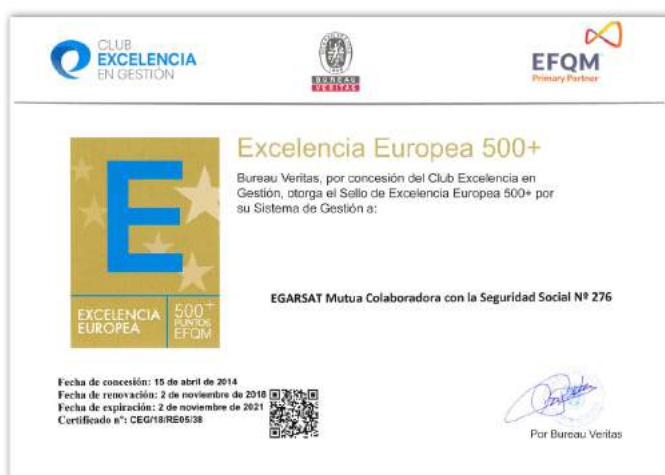 CLUB
EXCELENCIA
EN GESTIÓN
BUREAU
VERITAS
EFQM
Primary Partner
Excelencia Europea 500+
Bureau Veritas, por concesión del Club Excelencia en
Gestión, otorga el Sello de Excelencia Europea 500+ por
su Sistema de Gestión a:
E
EXCELENCIA
EUROPEA
500+
PUNTOS
EFQM
EGARSAT Mutua Colaboradora con la Seguridad Social Nº 276
Fecha de concesión: 15 de abril de 2014
Fecha de renovación: 2 de noviembre de 2018
Fecha de expiración: 2 de noviembre de 2021
Certificado nº: CEG/18/RE05/38
Por Bureau Veritas